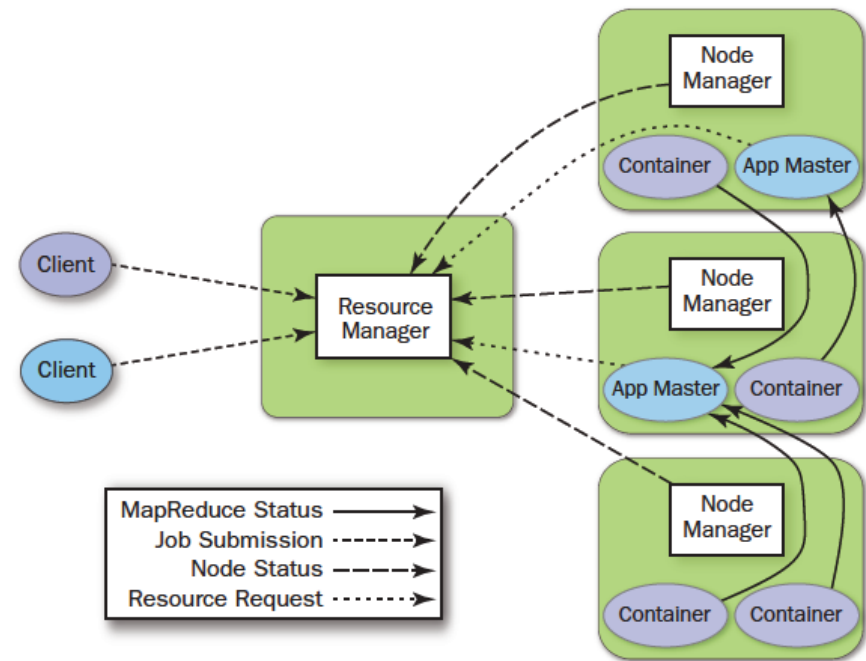 Node
Manager
Container
App Master
Client
Resource
Manager
Node
Manager
Client
App Master
Container
MapReduce Status
Job Submission
Node Status
Resource Request
Node
Manager
Container
Container